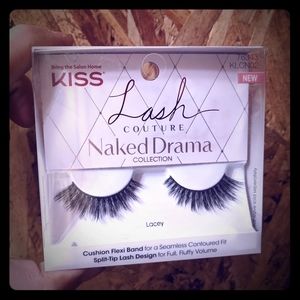 Bring the Salon Home
KISS
KLCN02
NEW
Lash
COUTURE
Naked Drama
COLLECTION
Lacey
Cushion Flexi Band for a Seamless Contoured Fit
Split-Tip Lash Design for Full, Fluffy Volume